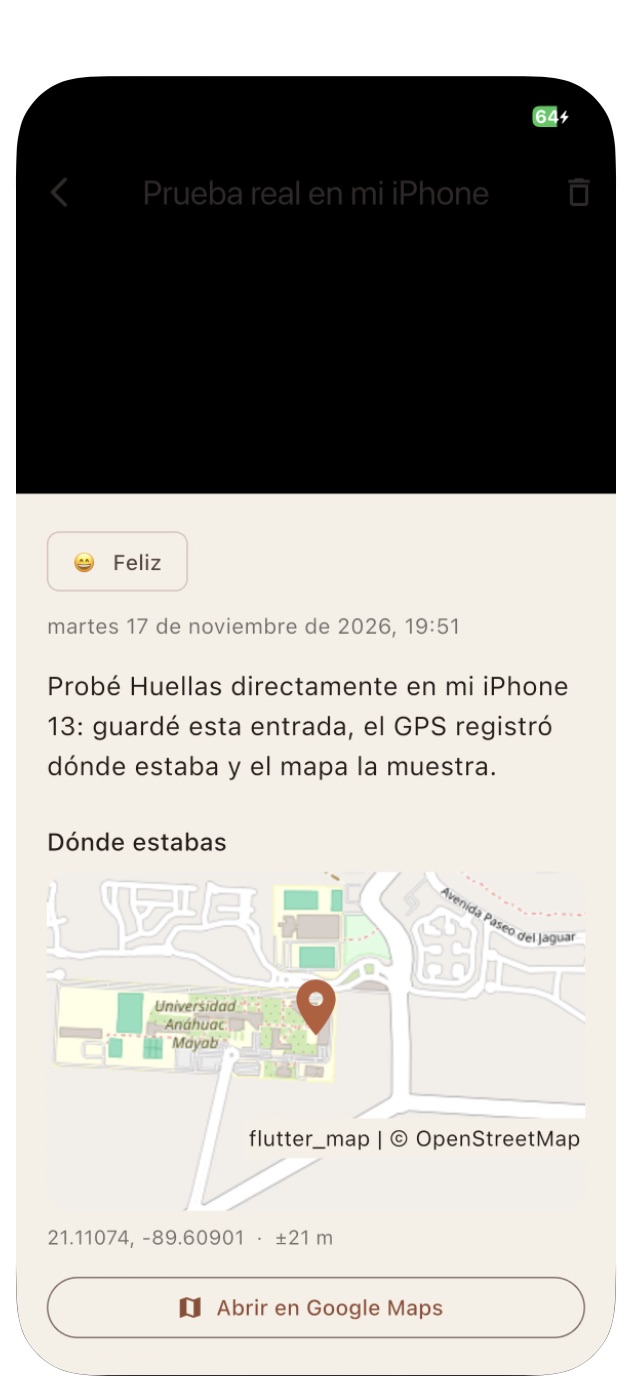 64
Prueba real en mi iPhone
😄 Feliz
martes 17 de noviembre de 2026, 19:51
Probé Huellas directamente en mi iPhone
13: guardé esta entrada, el GPS registró
dónde estaba y el mapa la muestra.
Dónde estabas
Avenida Paseo del Jaguar
Universidad
Anáhuac
Mayab
flutter_map | © OpenStreetMap
21.11074, -89.60901 · ±21 m
Abrir en Google Maps